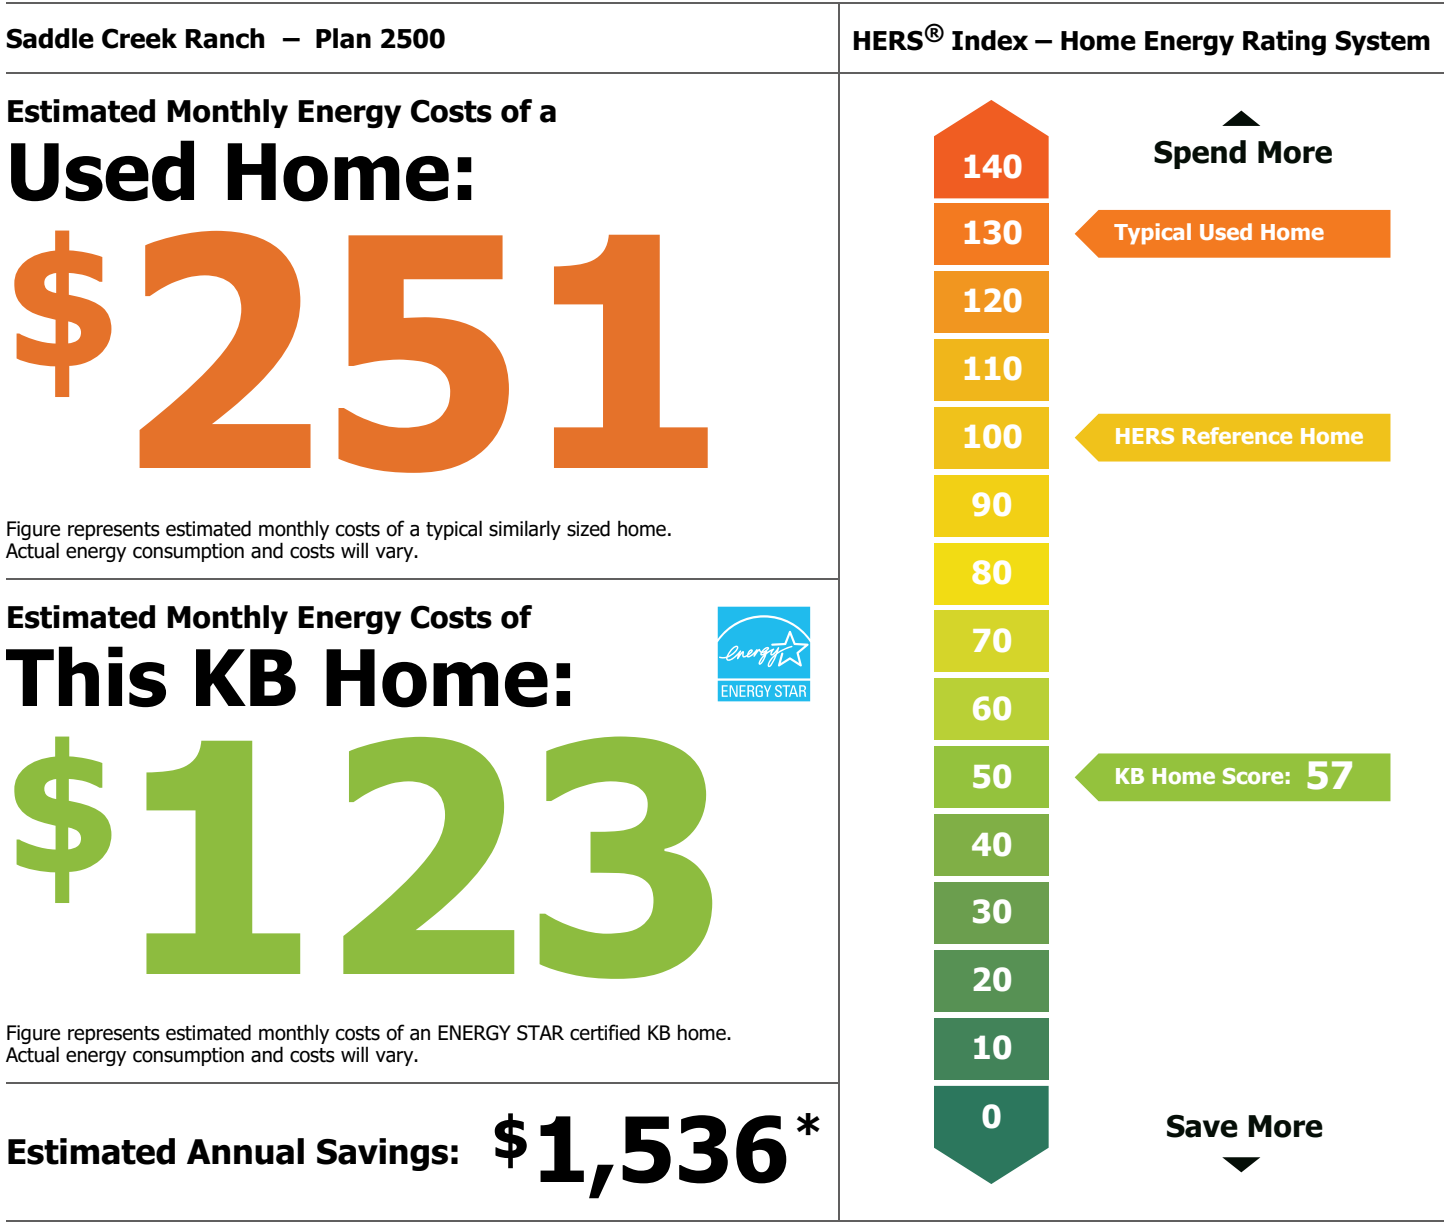 Saddle Creek Ranch – Plan 2500
Estimated Monthly Energy Costs of a
Used Home:
$251
Figure represents estimated monthly costs of a typical similarly sized home.
Actual energy consumption and costs will vary.
Estimated Monthly Energy Costs of
This KB Home:
energy
ENERGY STAR
$123
Figure represents estimated monthly costs of an ENERGY STAR certified KB home.
Actual energy consumption and costs will vary.
Estimated Annual Savings: $1,536*
HERS® Index – Home Energy Rating System
Spend More
140
130 Typical Used Home
120
110
100 HERS Reference Home
90
80
70
60
50 KB Home Score: 57
40
30
20
10
0
Save More